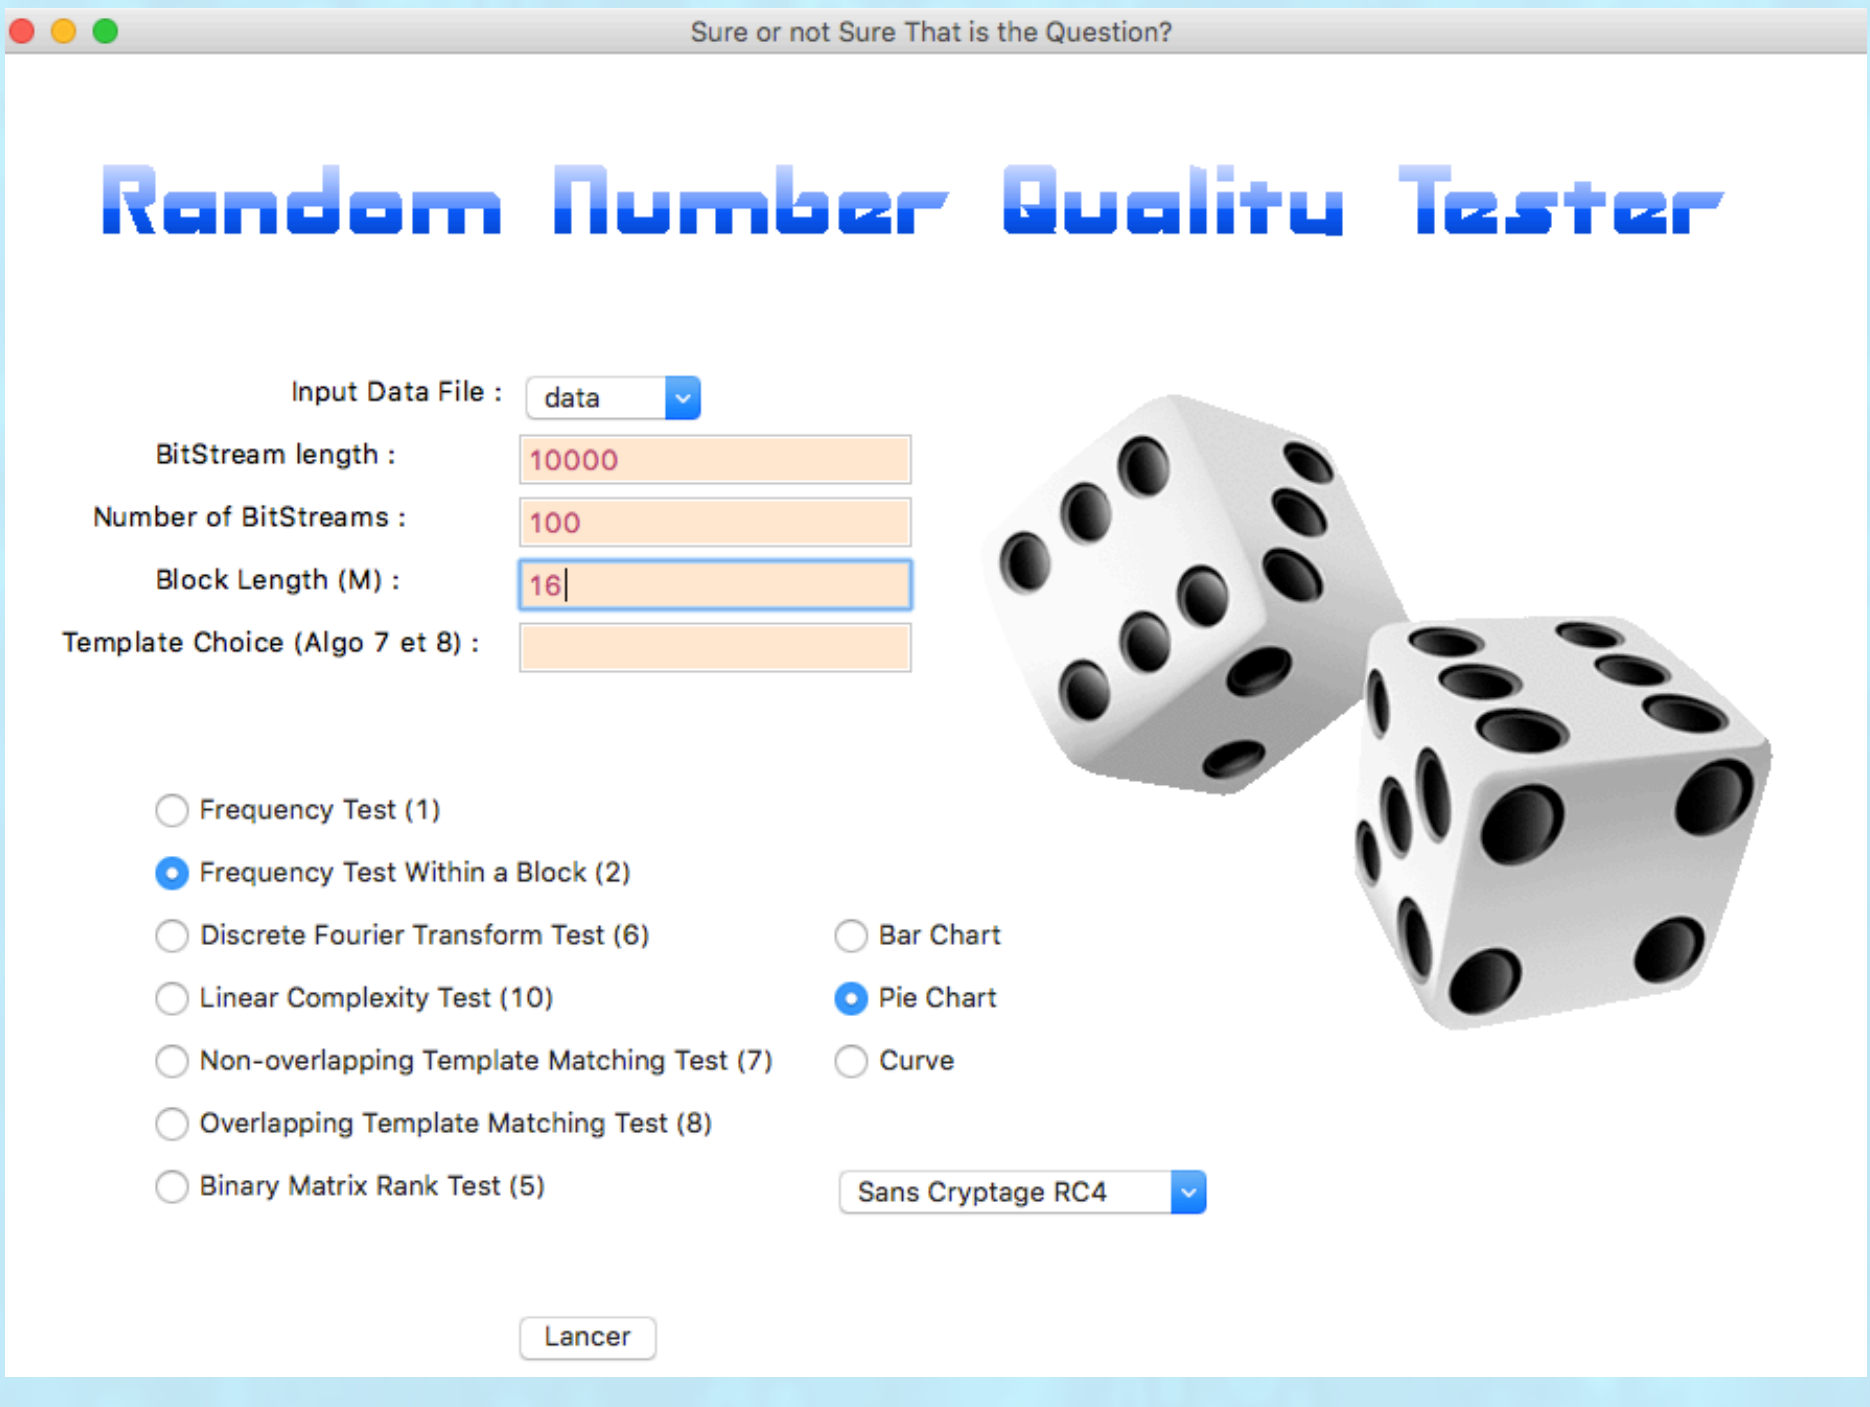 Sure or not Sure That is the Question?
Random Number Quality Tester
Input Data File : data
BitStream length : 10000
Number of BitStreams : 100
Block Length (M) : 16
Template Choice (Algo 7 et 8) :
Frequency Test (1)
Frequency Test Within a Block (2)
Discrete Fourier Transform Test (6) Bar Chart
Linear Complexity Test (10) Pie Chart
Non-overlapping Template Matching Test (7) Curve
Overlapping Template Matching Test (8)
Binary Matrix Rank Test (5) Sans Cryptage RC4
Lancer